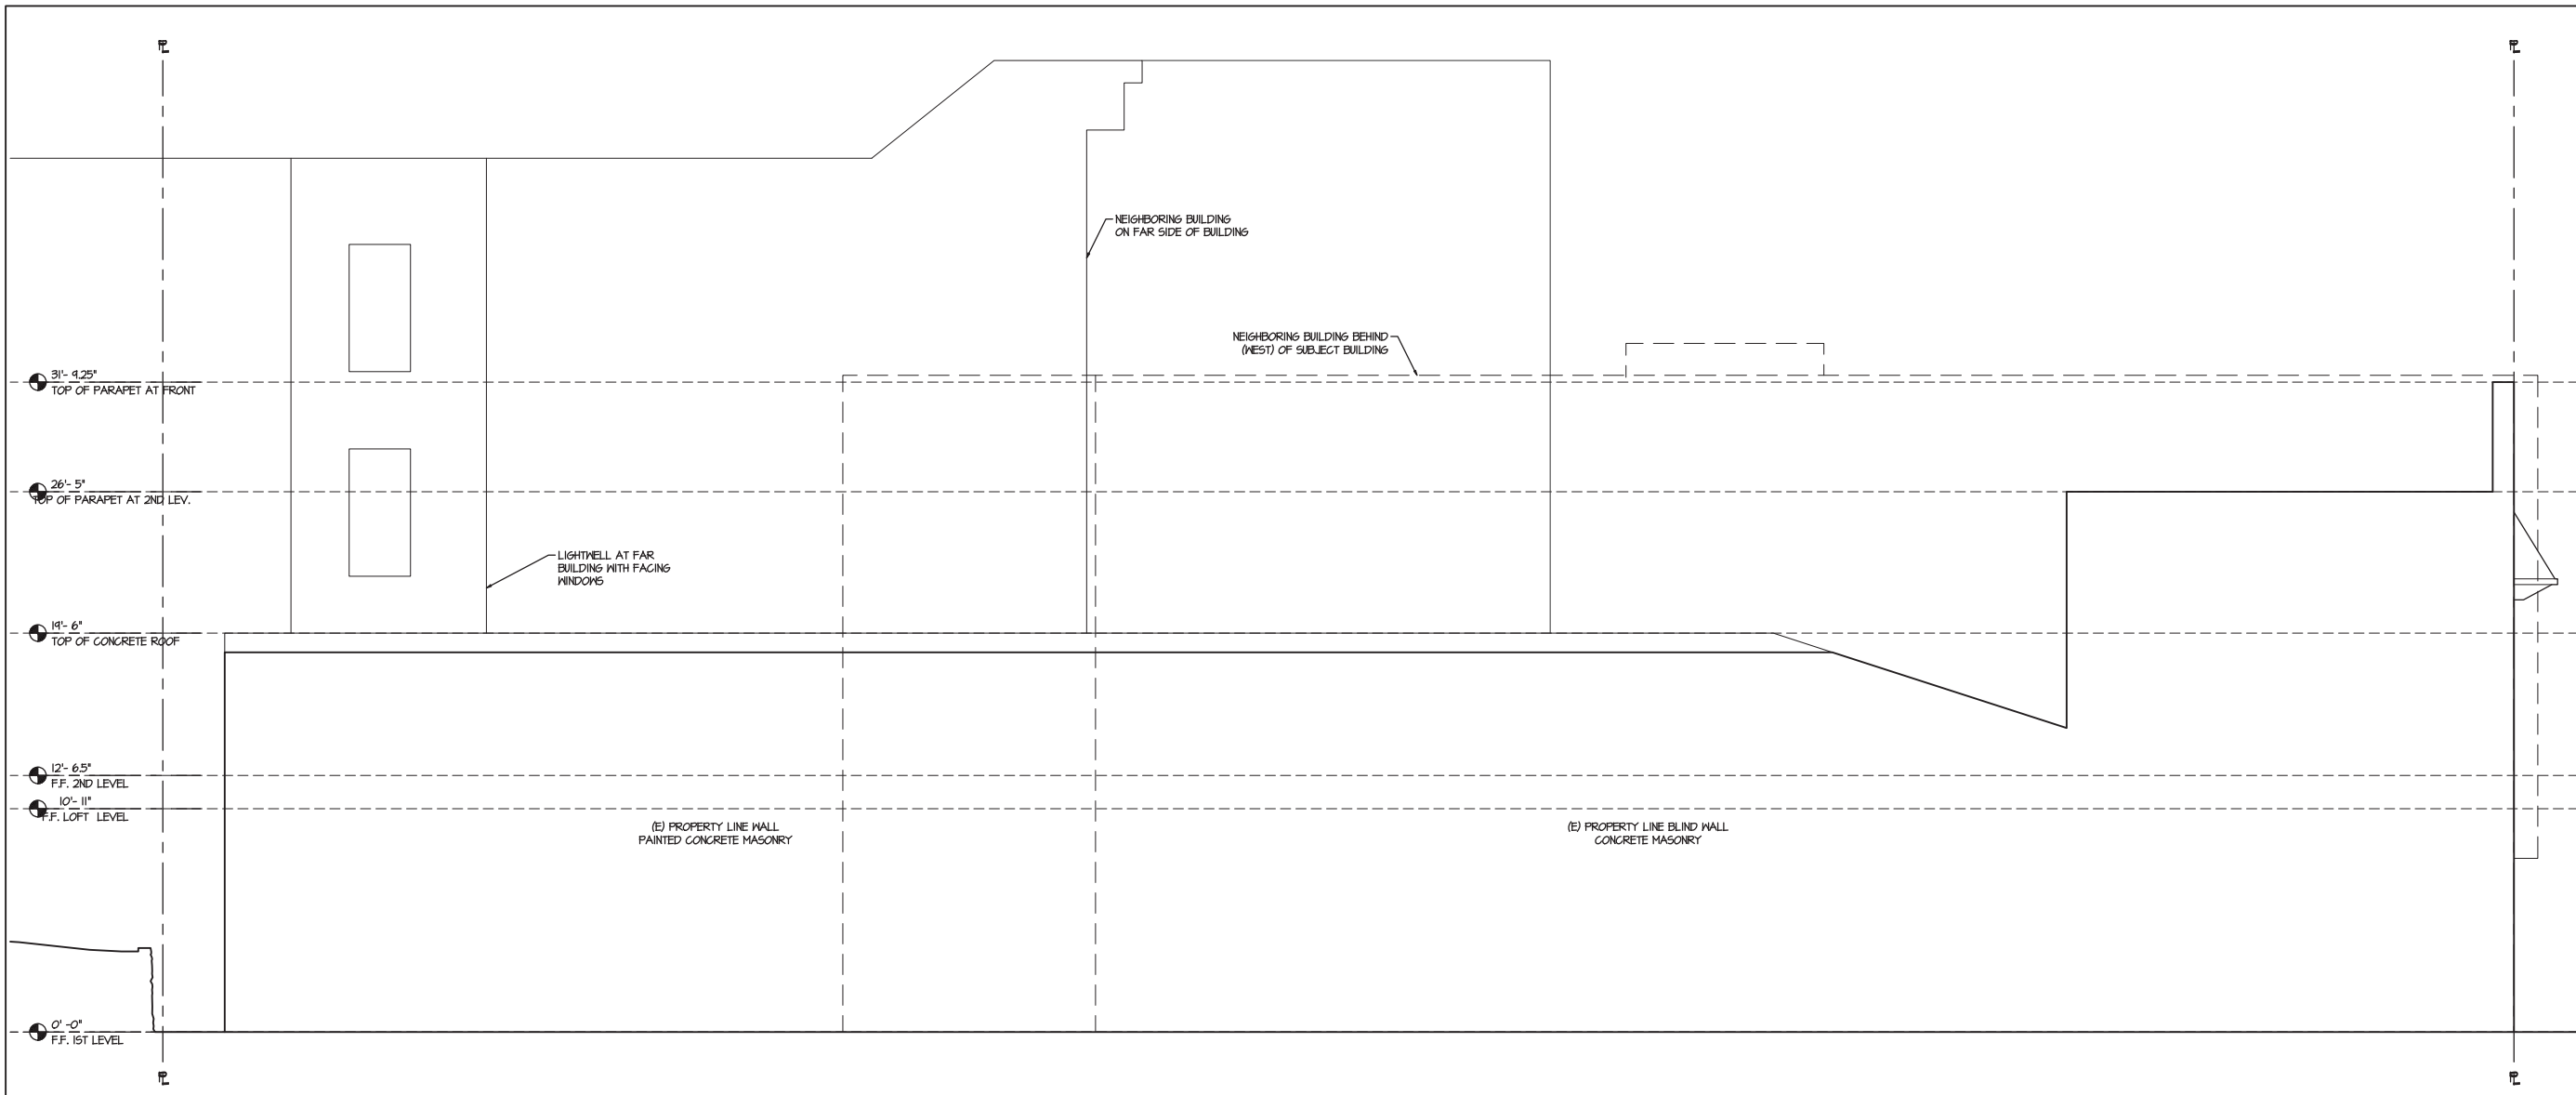 PL
PL
NEIGHBORING BUILDING
ON FAR SIDE OF BUILDING
NEIGHBORING BUILDING BEHIND
(WEST) OF SUBJECT BUILDING
31'- 9.25"
TOP OF PARAPET AT FRONT
26'- 5"
TOP OF PARAPET AT 2ND LEV.
LIGHTWELL AT FAR
BUILDING WITH FACING
WINDOWS
19'- 6"
TOP OF CONCRETE ROOF
12'- 6.5"
F.F. 2ND LEVEL
10'- 11"
F.F. LOFT LEVEL
(E) PROPERTY LINE WALL
PAINTED CONCRETE MASONRY
(E) PROPERTY LINE BLIND WALL
CONCRETE MASONRY
0' -0"
F.F. 1ST LEVEL
PL
PL